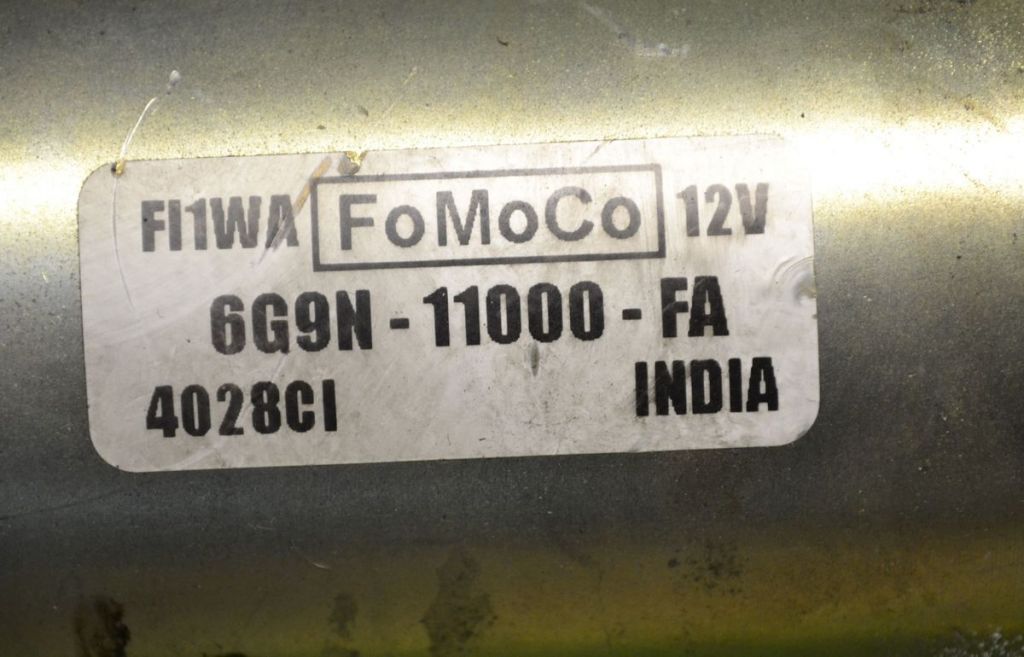 FI1WA FoMoCo 12V
6G9N - 11000 - FA
4028CI INDIA